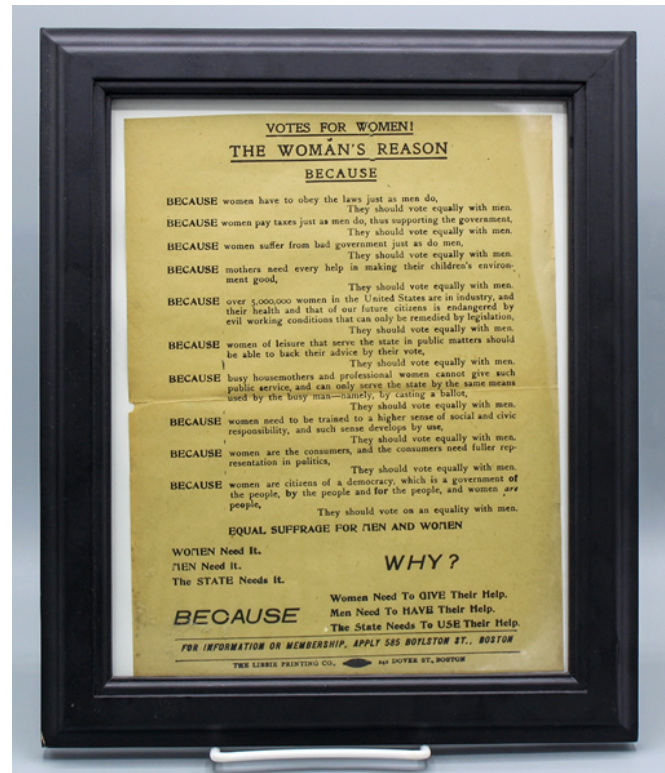 VOTES FOR WOMEN!
THE WOMAN'S REASON
BECAUSE
BECAUSE women have to obey the laws just as men do,
They should vote equally with men.
BECAUSE women pay taxes just as men do, thus supporting the government,
They should vote equally with men.
BECAUSE women suffer from bad government just as do men,
They should vote equally with men.
BECAUSE mothers need every help in making their children's environ-
ment good,
They should vote equally with men.
BECAUSE over 5,000,000 women in the United States are in industry, and
their health and that of our future citizens is endangered by
evil working conditions that can only be remedied by legislation,
They should vote equally with men.
BECAUSE women of leisure that serve the state in public matters should
be able to back their advice by their vote,
They should vote equally with men.
BECAUSE busy housemothers and professional women cannot give such
public service, and can only serve the state by the same means
used by the busy man—namely, by casting a ballot,
They should vote equally with men.
BECAUSE women need to be trained to a higher sense of social and civic
responsibility, and such sense develops by use,
They should vote equally with men.
BECAUSE women are the consumers, and the consumers need fuller rep-
resentation in politics,
They should vote equally with men.
BECAUSE women are citizens of a democracy, which is a government of
the people, by the people and for the people, and women are
people,
They should vote on an equality with men.
EQUAL SUFFRAGE FOR MEN AND WOMEN
WOMEN Need It.
MEN Need It.
The STATE Needs It.
WHY?
BECAUSE
Women Need To GIVE Their Help.
Men Need To HAVE Their Help.
The State Needs To USE Their Help.
FOR INFORMATION OR MEMBERSHIP, APPLY 585 BOYLSTON ST., BOSTON
THE LIBBIE PRINTING CO., 242 DOVER ST., BOSTON